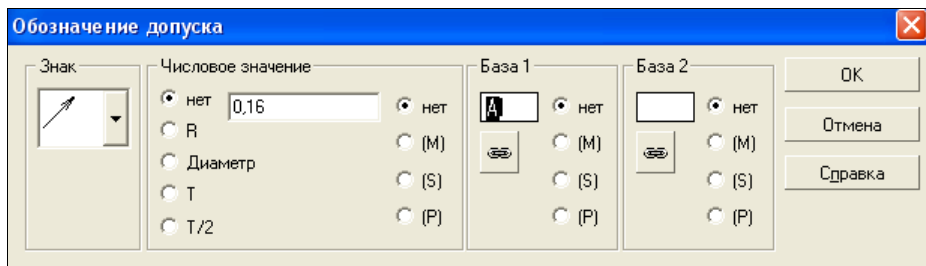 Обозначение допуска
Знак
Числовое значение
База 1
База 2
нет
0,16
R
Диаметр
T
T/2
нет
(M)
(S)
(P)
A
нет
(M)
(S)
(P)
нет
(M)
(S)
(P)
OK
Отмена
Справка